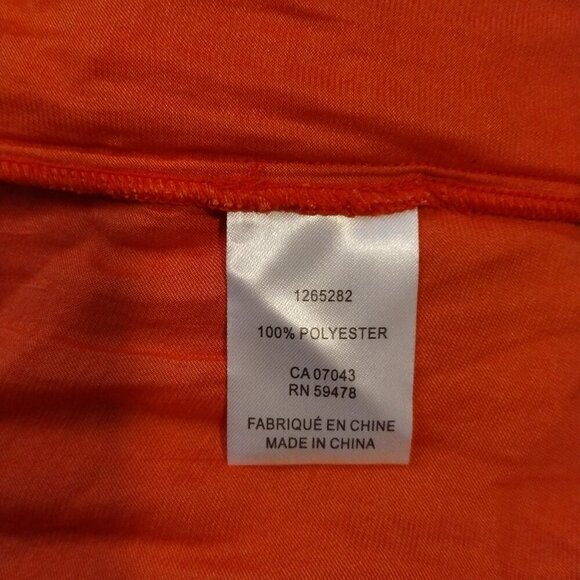 1265282
100% POLYESTER
CA 07043
RN 59478
FABRIQUÉ EN CHINE
MADE IN CHINA